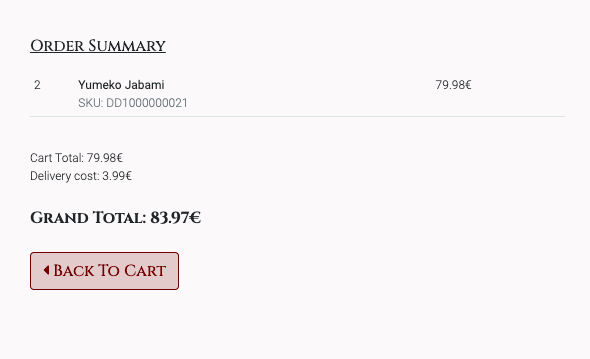 Order Summary
2 Yumeko Jabami 79.98€
SKU: DD1000000021
Cart Total: 79.98€
Delivery cost: 3.99€
Grand Total: 83.97€
Back To Cart